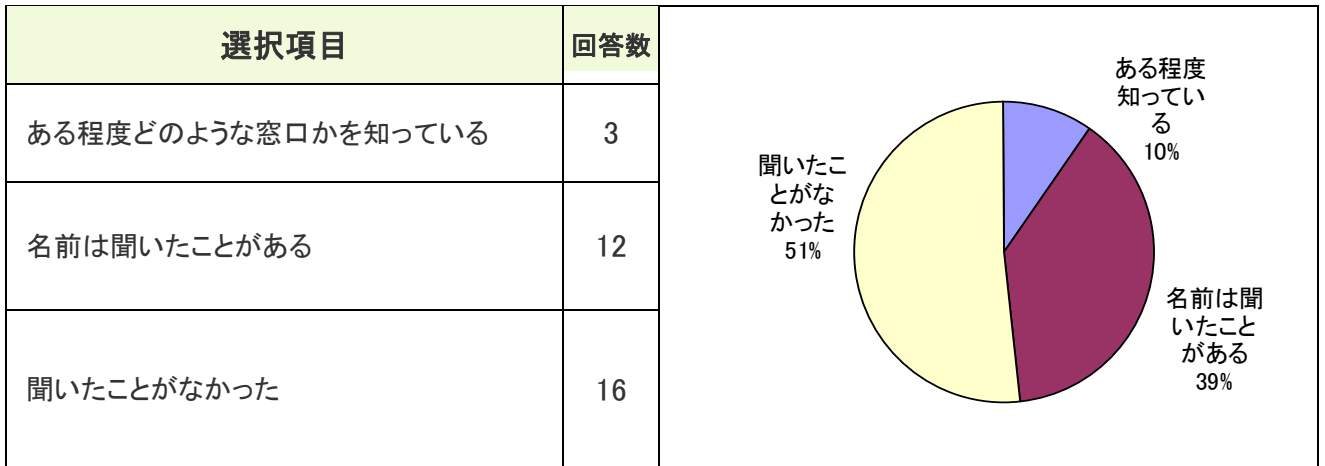 選択項目 回答数
ある程度どのような窓口かを知っている 3
名前は聞いたことがある 12
聞いたことがなかった 16
ある程度
知ってい
る
10%
聞いたこ
とがな
かった
51%
名前は聞
いたこと
がある
39%